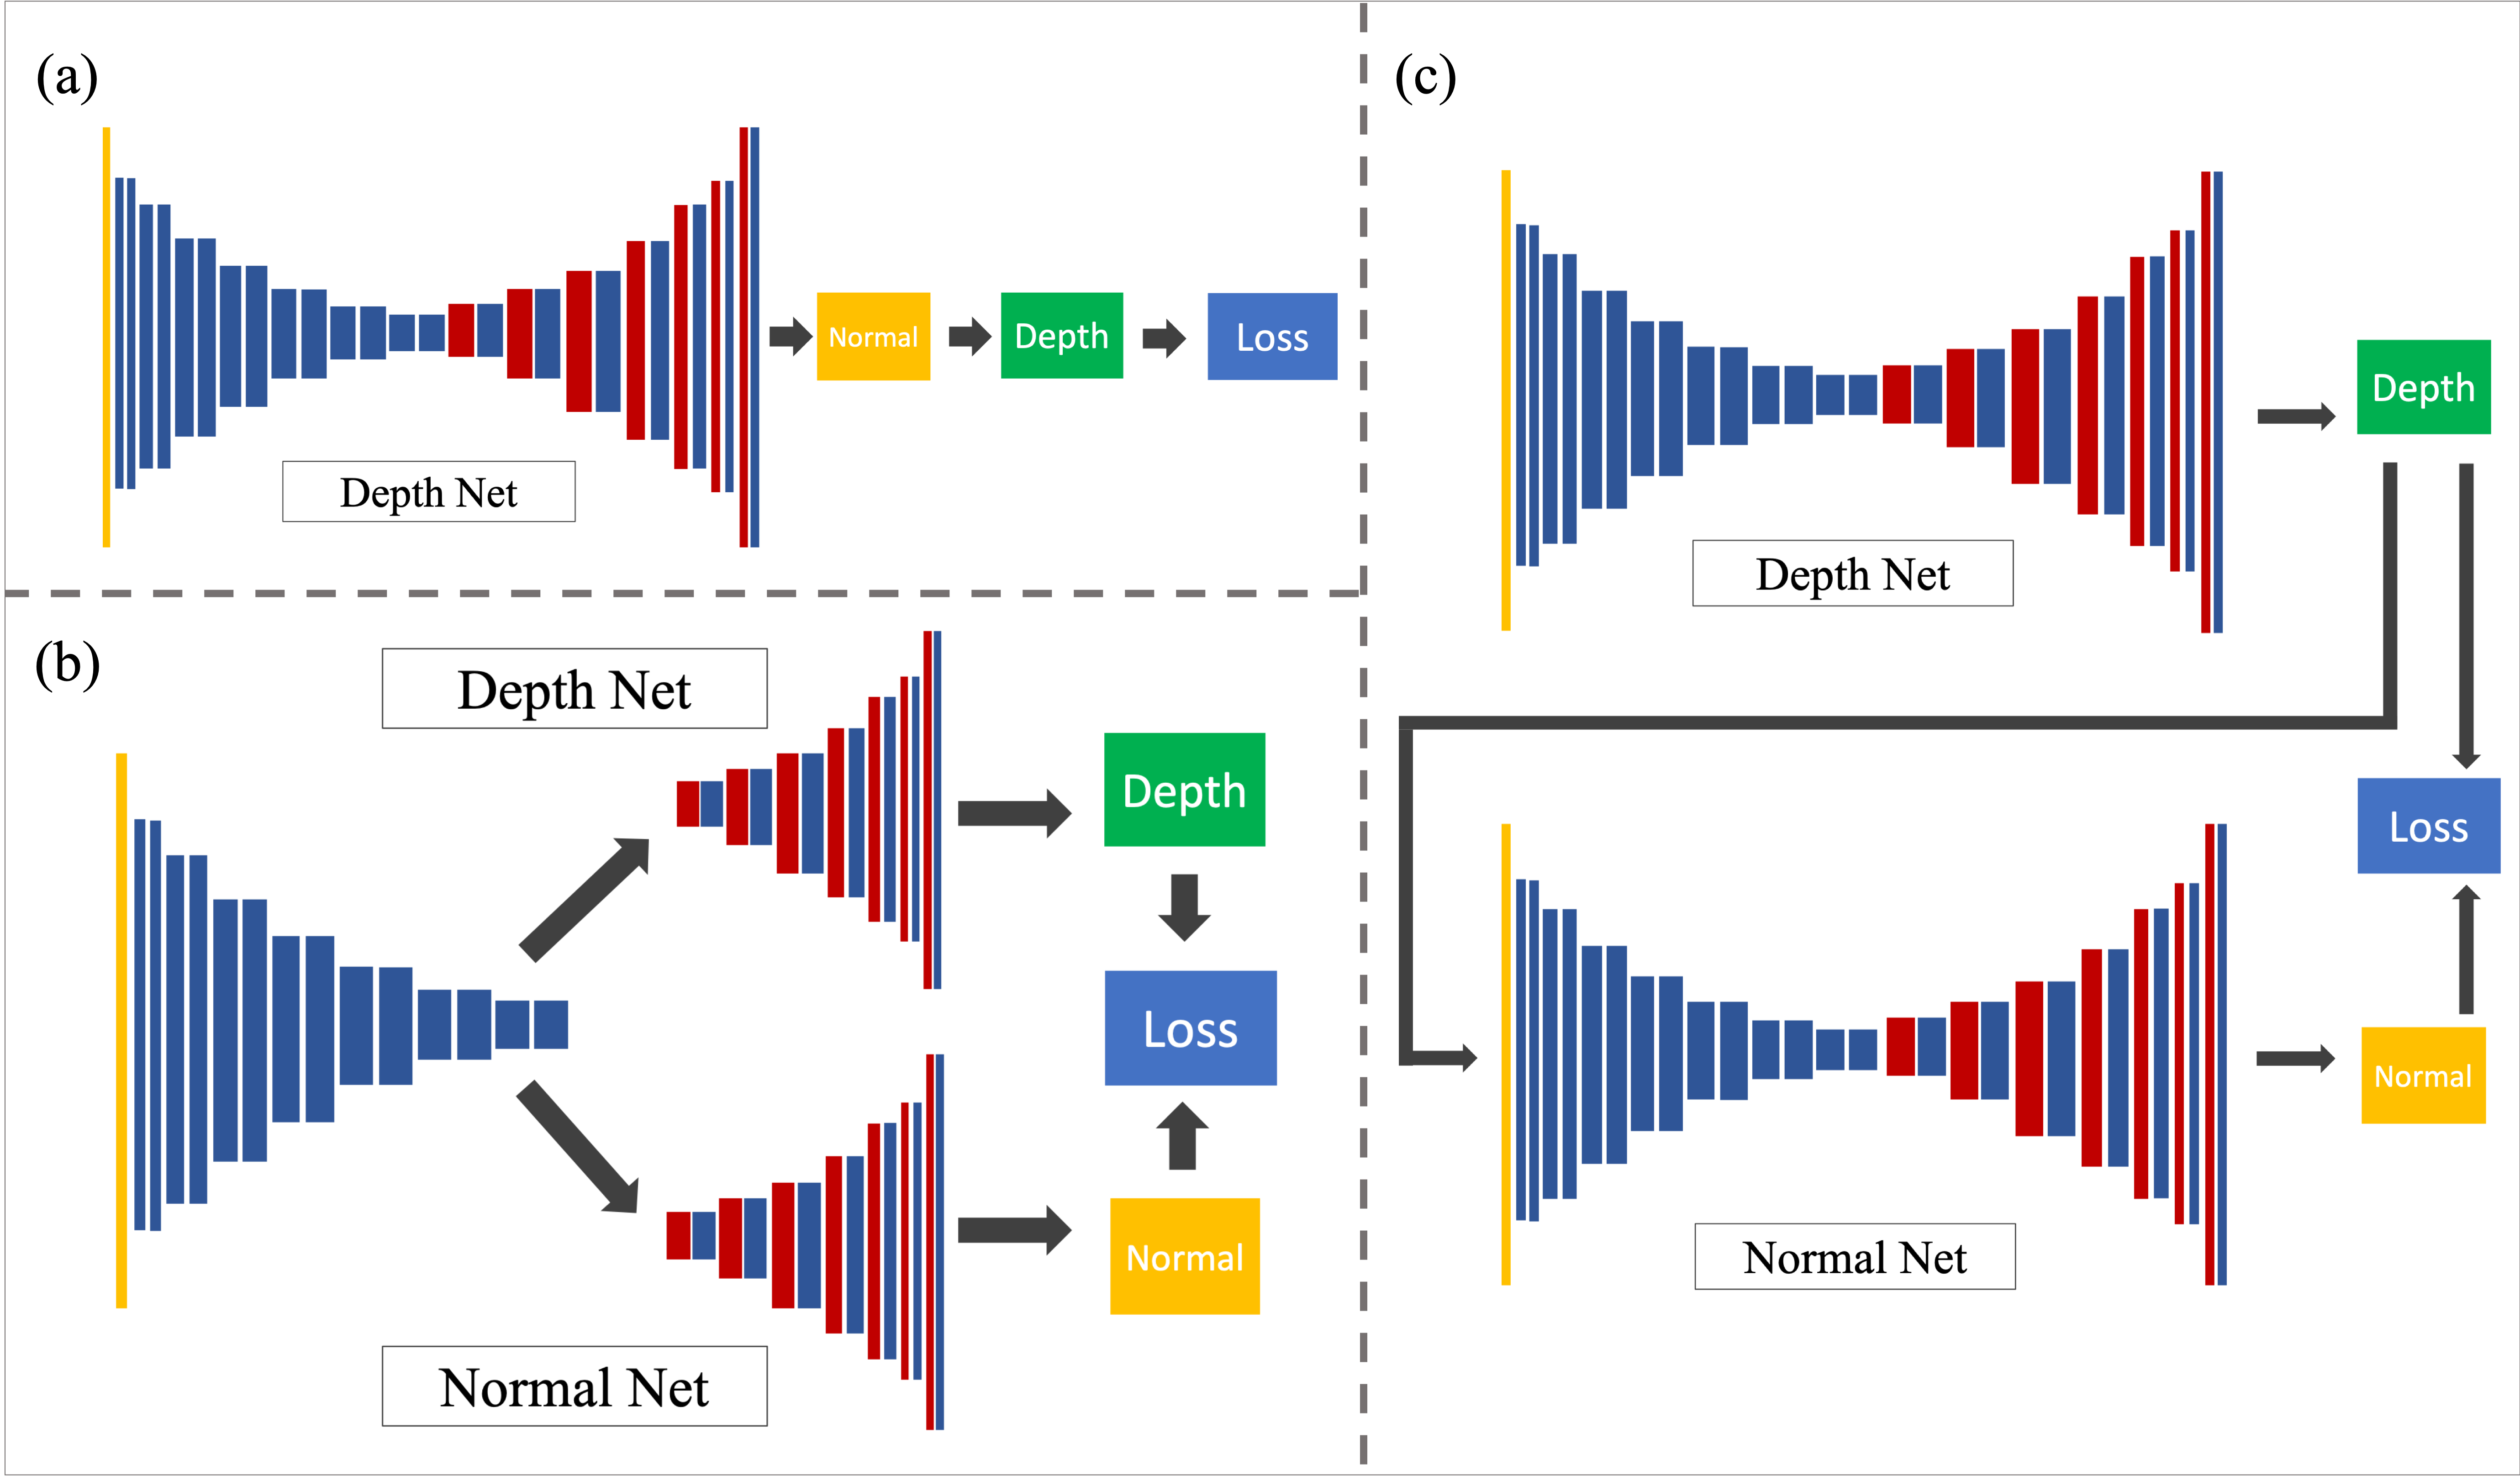 (a)
Normal
Depth
Loss
Depth Net
(b)
Depth Net
Depth
Loss
Normal
Normal Net
(c)
Depth
Depth Net
Loss
Normal
Normal Net